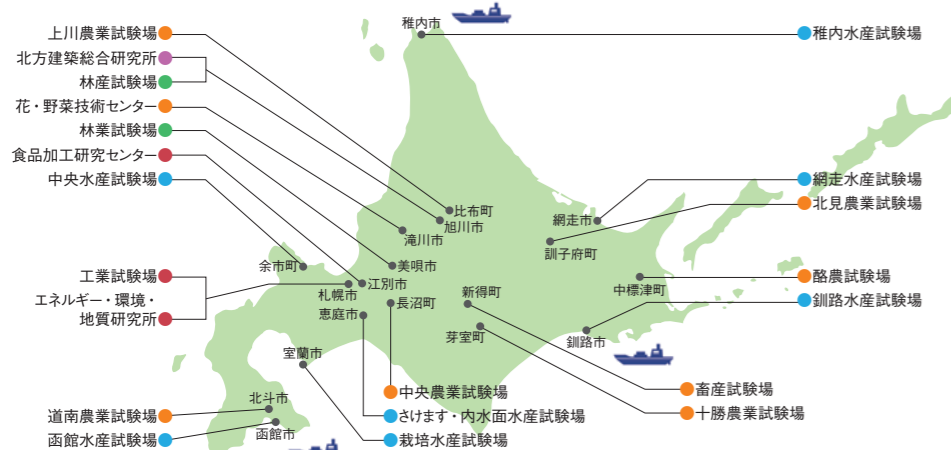 稚内市
上川農業試験場
稚内水産試験場
北方建築総合研究所
林産試験場
花・野菜技術センター
林業試験場
食品加工研究センター
中央水産試験場
網走水産試験場
北見農業試験場
比布町
旭川市
網走市
滝川市
訓子府町
余市町
美唄市
工業試験場
酪農試験場
江別市
札幌市
中標津町
新得町
エネルギー・環境・
地質研究所
長沼町
釧路水産試験場
恵庭市
芽室町
釧路市
室蘭市
中央農業試験場
畜産試験場
北斗市
道南農業試験場
さけます・内水面水産試験場
十勝農業試験場
函館市
函館水産試験場
栽培水産試験場